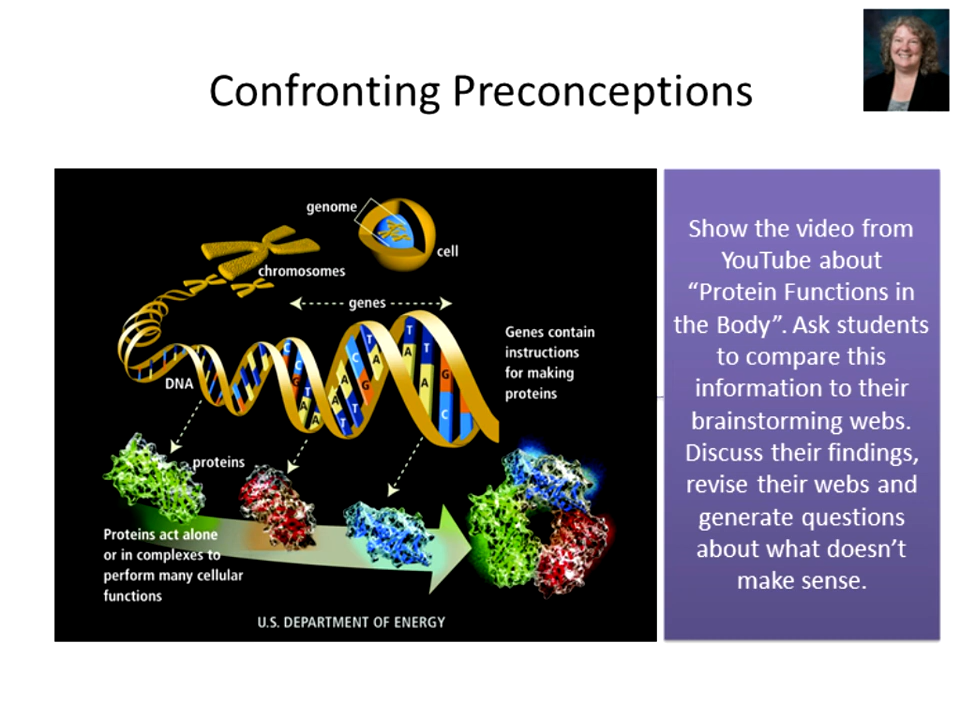 Confronting Preconceptions
genome
cell
chromosomes
genes
Genes contain
instructions
for making
proteins
DNA
C
G
T
A
A
A
T
A
C
T
G
T
A
T
A
T
A
T
G
C
proteins
Proteins act alone
or in complexes to
perform many cellular
functions
U.S. DEPARTMENT OF ENERGY
Show the video from
YouTube about
“Protein Functions in
the Body”. Ask students
to compare this
information to their
brainstorming webs.
Discuss their findings,
revise their webs and
generate questions
about what doesn’t
make sense.